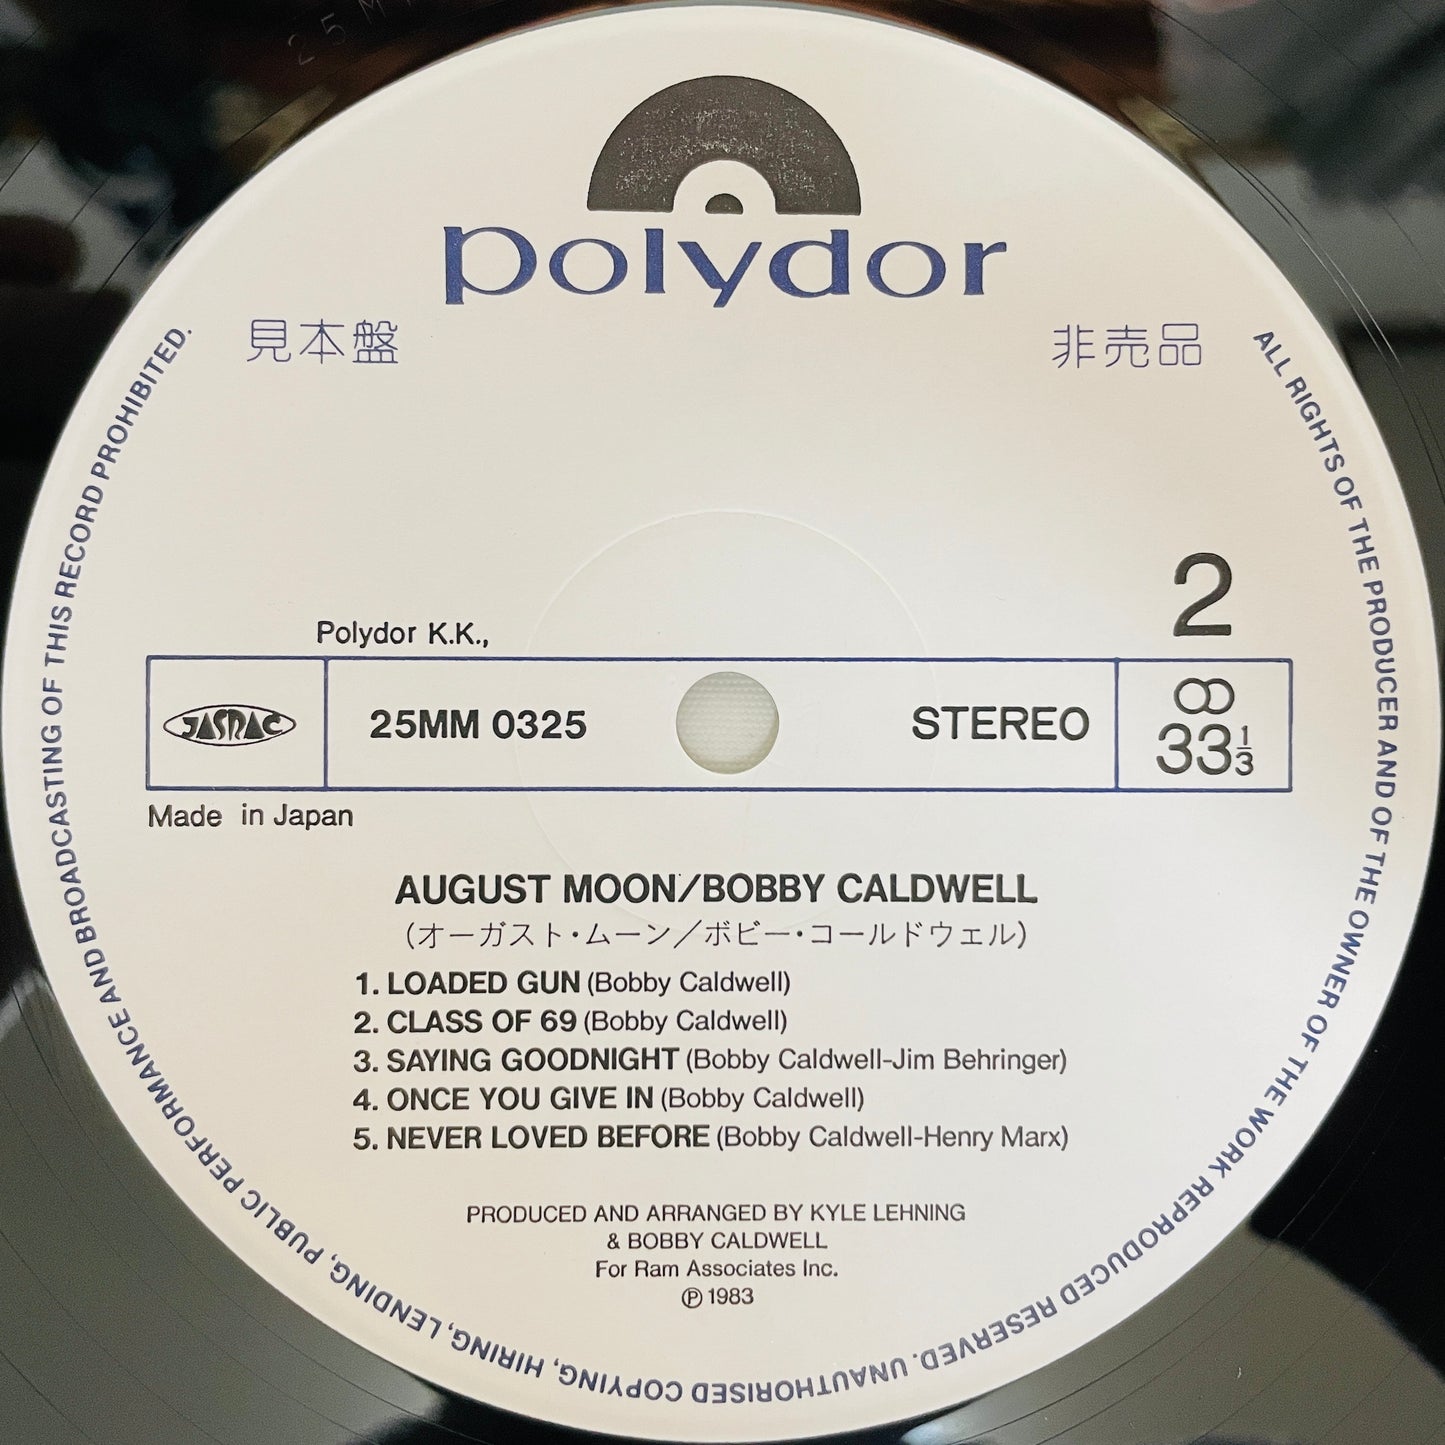 25M
polydor
見本盤
非売品
2
Polydor K.K.,
JASRAC
25MM 0325
STEREO
33⅓
Made in Japan
AUGUST MOON/BOBBY CALDWELL
(オーガスト・ムーン/ボビー・コールドウェル)
1. LOADED GUN (Bobby Caldwell)
2. CLASS OF 69 (Bobby Caldwell)
3. SAYING GOODNIGHT (Bobby Caldwell-Jim Behringer)
4. ONCE YOU GIVE IN (Bobby Caldwell)
5. NEVER LOVED BEFORE (Bobby Caldwell-Henry Marx)
PRODUCED AND ARRANGED BY KYLE LEHNING
& BOBBY CALDWELL
For Ram Associates Inc.
℗ 1983
ALL RIGHTS OF THE PRODUCER AND OF THE OWNER OF THE WORK REPRODUCED RESERVED. UNAUTHORISED COPYING, HIRING, LENDING, PUBLIC PERFORMANCE AND BROADCASTING OF THIS RECORD PROHIBITED.